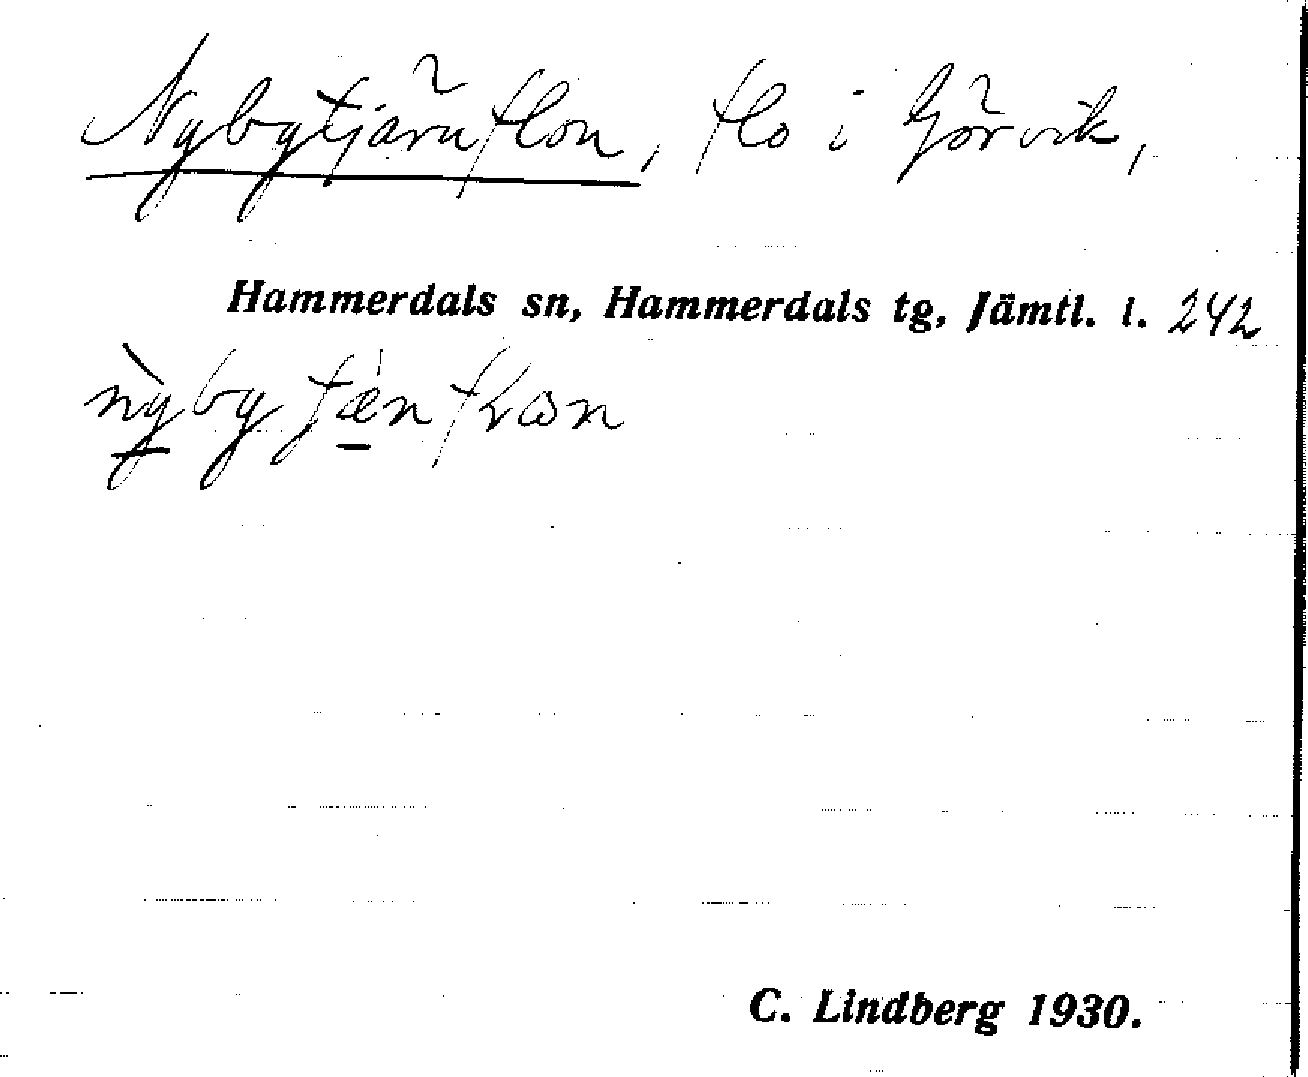 Nybytjärnflon, flo i Görvik,
Hammerdals sn, Hammerdals tg, Jämtl. l. 242
C. Lindberg 1930.